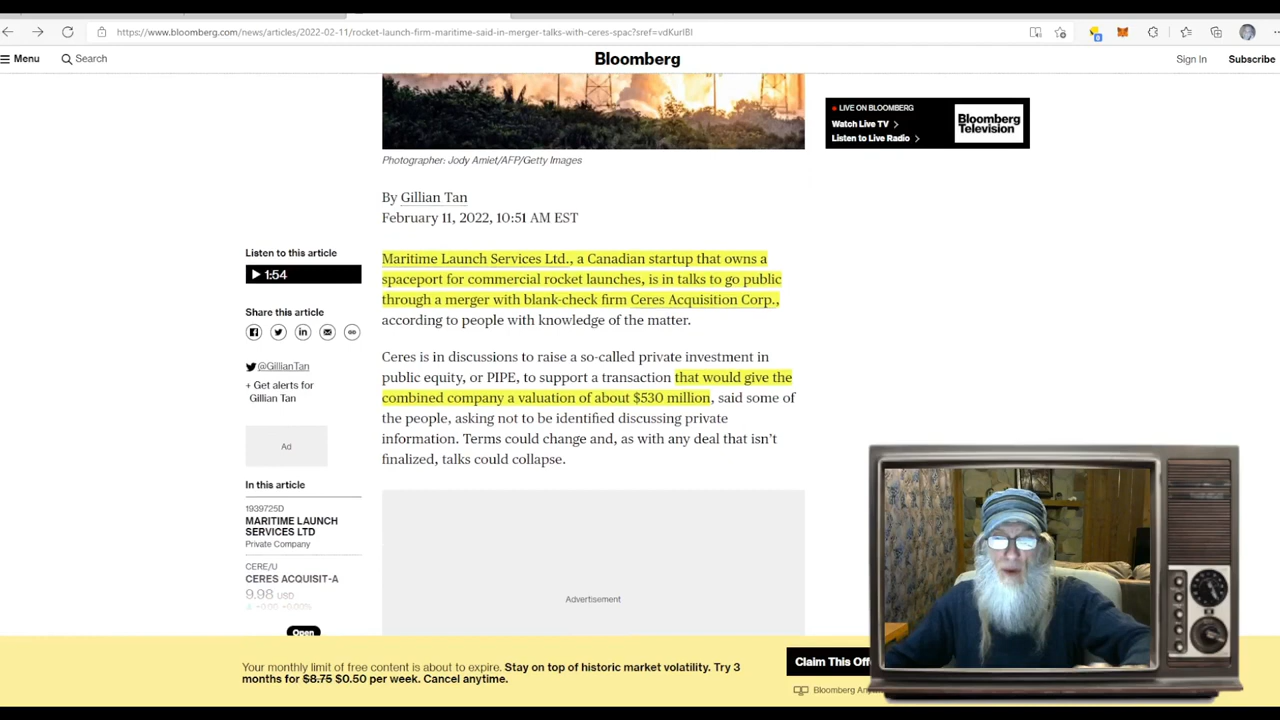 https://www.bloomberg.com/news/articles/2022-02-11/rocket-launch-firm-maritime-said-in-merger-talks-with-ceres-spac?sref=vdKurIBI
Menu
Search
Bloomberg
Sign In
Subscribe
LIVE ON BLOOMBERG
Watch Live TV >
Listen to Live Radio >
Bloomberg
Television
Photographer: Jody Amiet/AFP/Getty Images
By Gillian Tan
February 11, 2022, 10:51 AM EST
Listen to this article
1:54
Share this article
@GillianTan
+ Get alerts for
Gillian Tan
Ad
In this article
1939725D
MARITIME LAUNCH
SERVICES LTD
Private Company
CERE/U
CERES ACQUISIT-A
9.98 USD
+0.00 +0.00%
Open
Maritime Launch Services Ltd., a Canadian startup that owns a
spaceport for commercial rocket launches, is in talks to go public
through a merger with blank-check firm Ceres Acquisition Corp.,
according to people with knowledge of the matter.
Ceres is in discussions to raise a so-called private investment in
public equity, or PIPE, to support a transaction that would give the
combined company a valuation of about $530 million, said some of
the people, asking not to be identified discussing private
information. Terms could change and, as with any deal that isn't
finalized, talks could collapse.
Advertisement
Your monthly limit of free content is about to expire. Stay on top of historic market volatility. Try 3
months for $8.75 $0.50 per week. Cancel anytime.
Claim This Off
Bloomberg